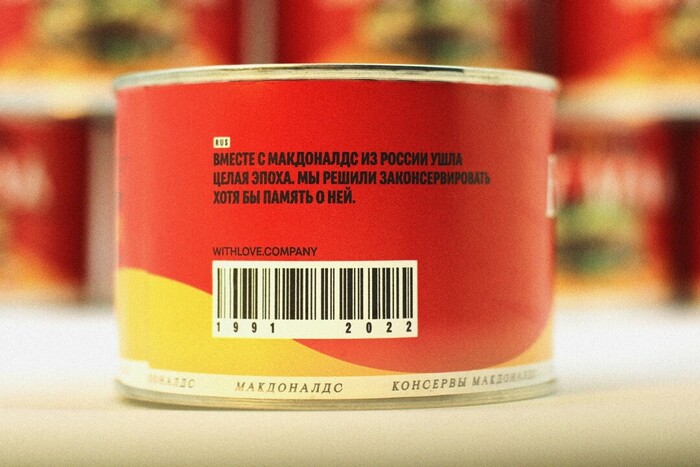 RUS
ВМЕСТЕ С МАКДОНАЛДС ИЗ РОССИИ УШЛА
ЦЕЛАЯ ЭПОХА. МЫ РЕШИЛИ ЗАКОНСЕРВИРОВАТЬ
ХОТЯ БЫ ПАМЯТЬ О НЕЙ.
WITHLOVE.COMPANY
1991 2022
МАКДОНАЛДС КОНСЕРВЫ